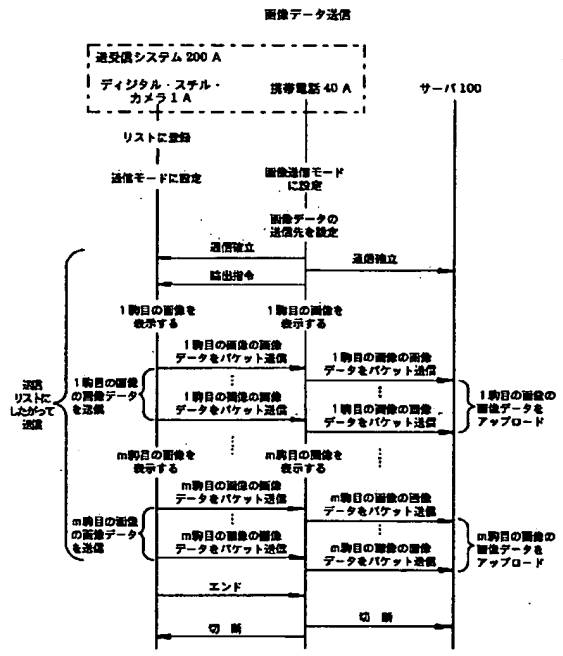 画像データ送信
送受信システム200A
ディジタル・スチル・
カメラ1A
携帯電話40A
サーバ100
リストに登録
通信モードに設定
画像送信モード
に設定
画像データの
送信先を設定
通信確立
通信確立
読出指令
1駒目の画像を
表示する
1駒目の画像を
表示する
1駒目の画像の画像
データをパケット送信
1駒目の画像の画像
データをパケット送信
送信
リストに
したがって
送信
1駒目の画像
の画像データ
を送信
1駒目の画像の画像
データをパケット送信
1駒目の画像の画像
データをパケット送信
1駒目の画像の
画像データを
アップロード
m駒目の画像を
表示する
m駒目の画像を
表示する
m駒目の画像の画像
データをパケット送信
m駒目の画像の画像
データをパケット送信
m駒目の画像
の画像データ
を送信
m駒目の画像の画像
データをパケット送信
m駒目の画像の画像
データをパケット送信
m駒目の画像の
画像データを
アップロード
エンド
切 断
切 断